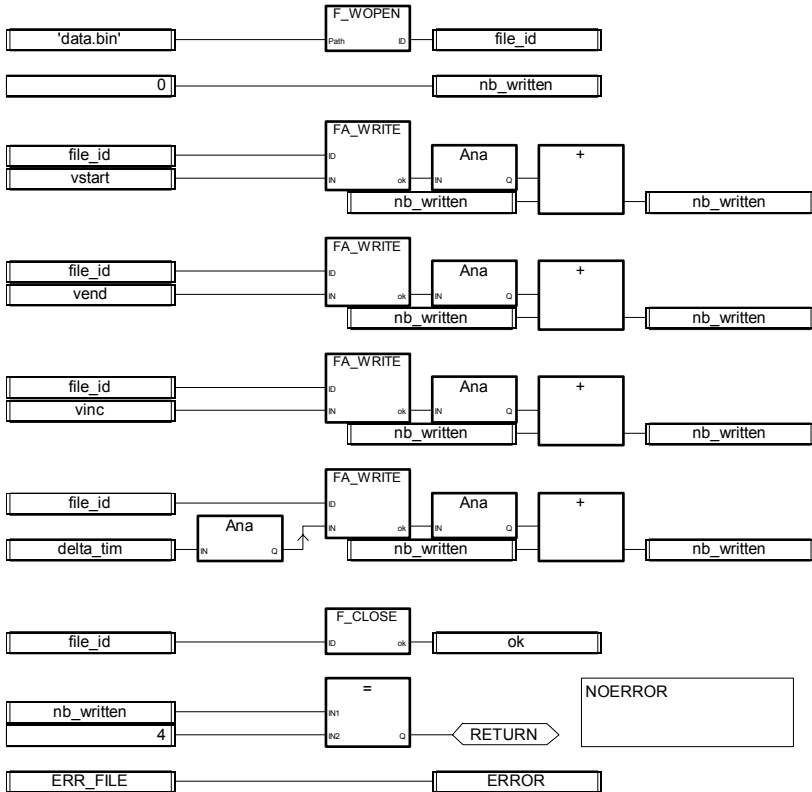 F_WOPEN
'data.bin' Path ID file_id
0 nb_written
FA_WRITE
file_id ID Ana +
vstart IN ok IN Q
nb_written nb_written
FA_WRITE
file_id ID Ana +
vend IN ok IN Q
nb_written nb_written
FA_WRITE
file_id ID Ana +
vinc IN ok IN Q
nb_written nb_written
FA_WRITE
file_id ID Ana +
Ana IN ok IN Q
delta_tim IN Q nb_written nb_written
F_CLOSE
file_id ID ok ok
= NOERROR
nb_written IN1
4 IN2 Q RETURN
ERR_FILE ERROR